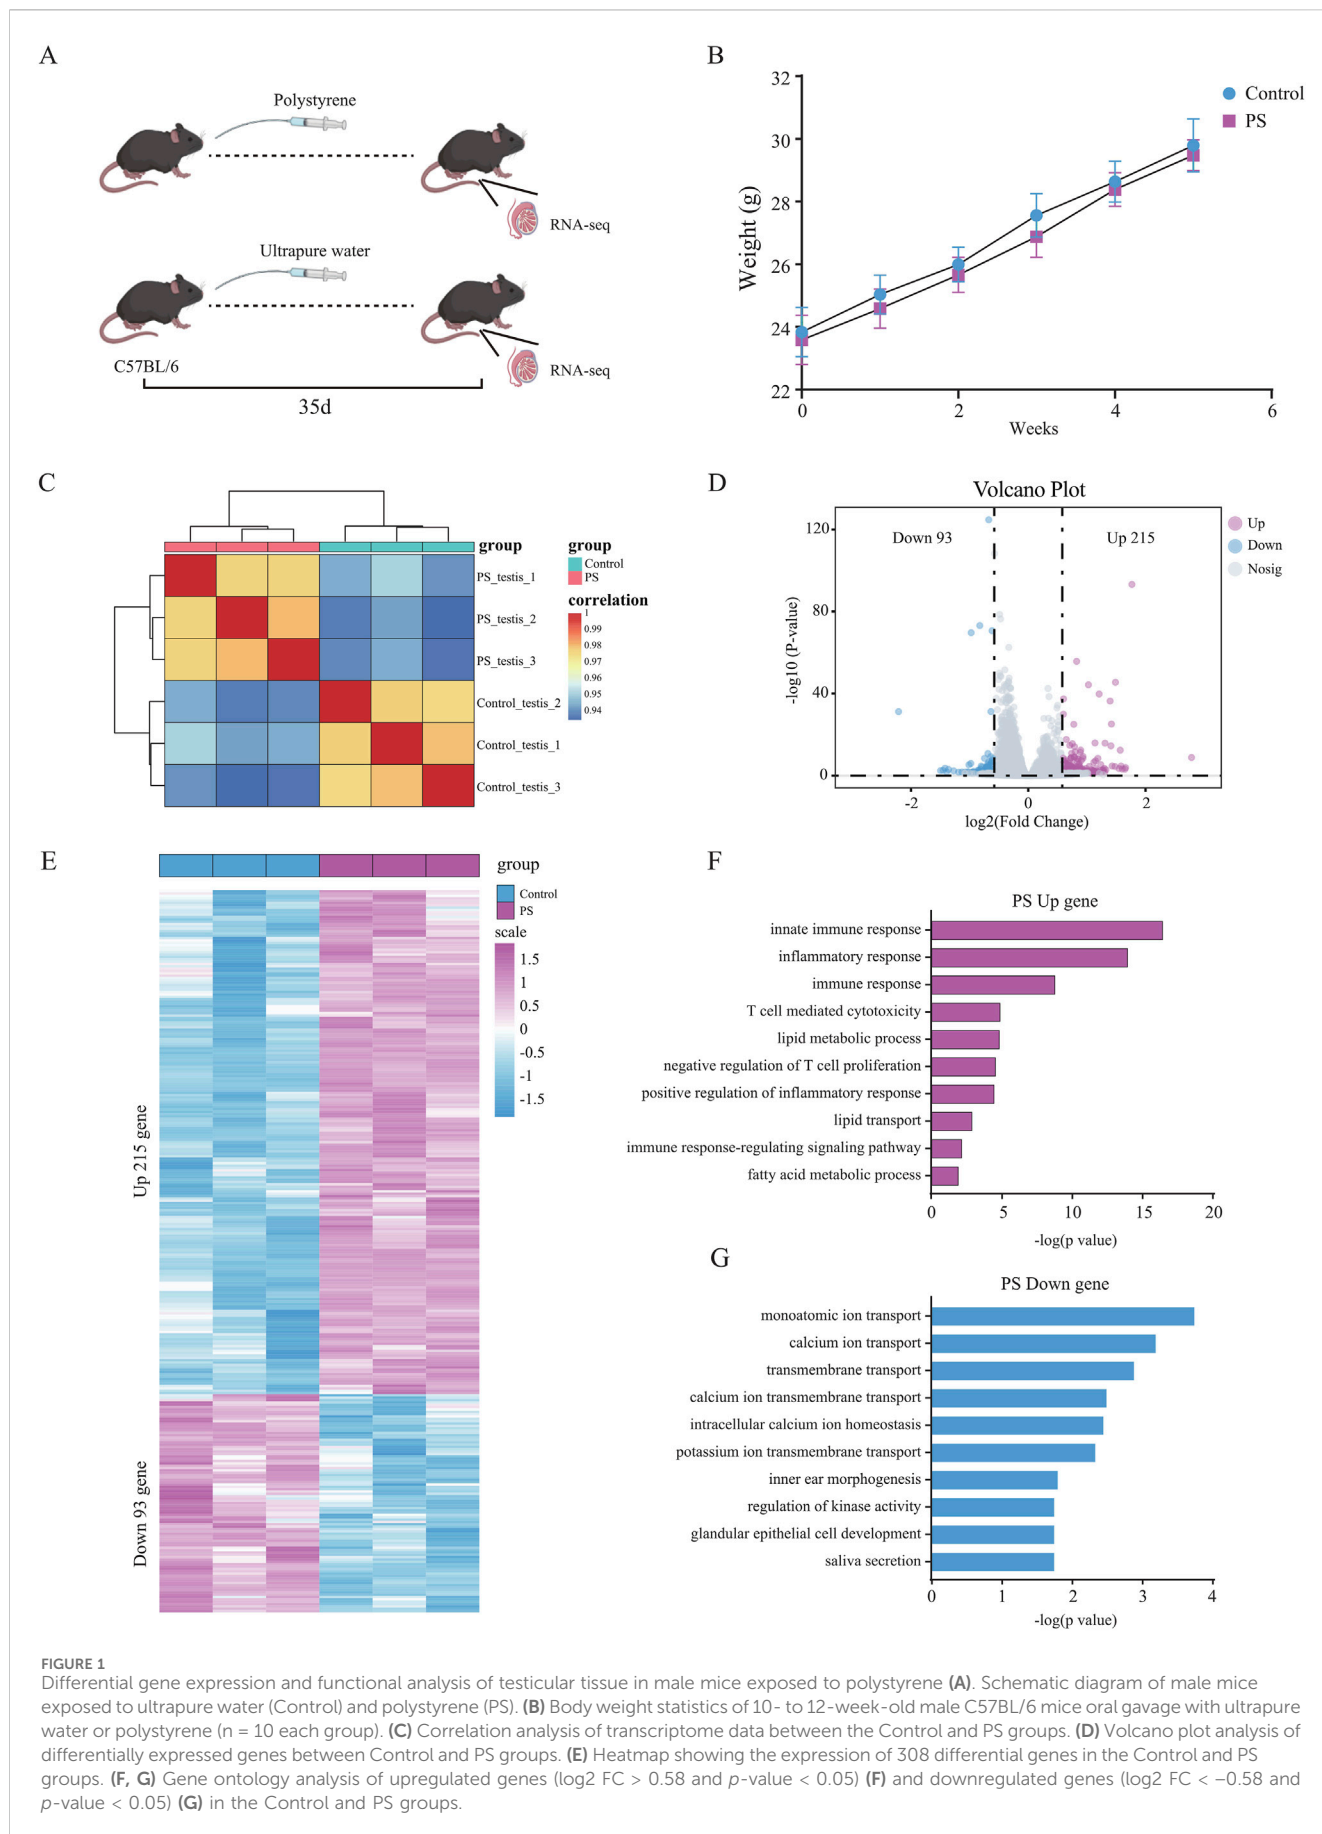 A
Polystyrene
RNA-seq
Ultrapure water
C57BL/6
RNA-seq
35d
B
32
30
28
26
24
22
Weight (g)
0
2
4
6
Weeks
Control
PS
C
group
PS_testis_1
PS_testis_2
PS_testis_3
Control_testis_2
Control_testis_1
Control_testis_3
group
Control
PS
correlation
1
0.99
0.98
0.97
0.96
0.95
0.94
D
Volcano Plot
Down 93
Up 215
120
80
40
0
-log10 (P-value)
-2
0
2
log2(Fold Change)
Up
Down
Nosig
E
Up 215 gene
Down 93 gene
group
Control
PS
scale
1.5
1
0.5
0
-0.5
-1
-1.5
F
PS Up gene
innate immune response
inflammatory response
immune response
T cell mediated cytotoxicity
lipid metabolic process
negative regulation of T cell proliferation
positive regulation of inflammatory response
lipid transport
immune response-regulating signaling pathway
fatty acid metabolic process
0
5
10
15
20
-log(p value)
G
PS Down gene
monoatomic ion transport
calcium ion transport
transmembrane transport
calcium ion transmembrane transport
intracellular calcium ion homeostasis
potassium ion transmembrane transport
inner ear morphogenesis
regulation of kinase activity
glandular epithelial cell development
saliva secretion
0
1
2
3
4
-log(p value)
FIGURE 1
Differential gene expression and functional analysis of testicular tissue in male mice exposed to polystyrene (A). Schematic diagram of male mice
exposed to ultrapure water (Control) and polystyrene (PS). (B) Body weight statistics of 10- to 12-week-old male C57BL/6 mice oral gavage with ultrapure
water or polystyrene (n = 10 each group). (C) Correlation analysis of transcriptome data between the Control and PS groups. (D) Volcano plot analysis of
differentially expressed genes between Control and PS groups. (E) Heatmap showing the expression of 308 differential genes in the Control and PS
groups. (F, G) Gene ontology analysis of upregulated genes (log2 FC > 0.58 and p-value < 0.05) (F) and downregulated genes (log2 FC < −0.58 and
p-value < 0.05) (G) in the Control and PS groups.